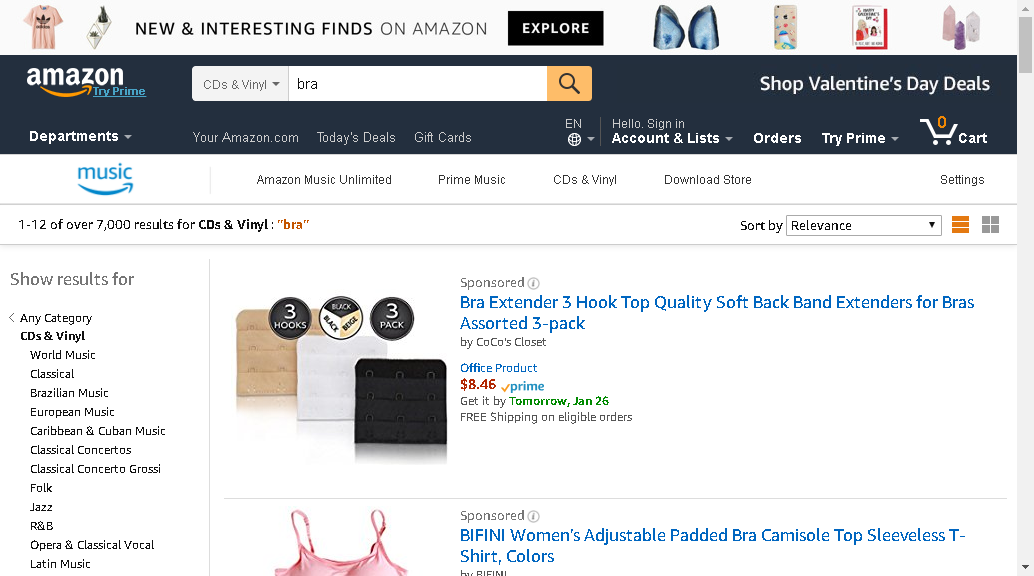 NEW & INTERESTING FINDS ON AMAZON EXPLORE
amazon
Try Prime
CDs & Vinyl
bra
Shop Valentine's Day Deals
Departments
Your Amazon.com
Today's Deals
Gift Cards
EN
Hello. Sign in
Account & Lists
Orders
Try Prime
0
Cart
music
Amazon Music Unlimited
Prime Music
CDs & Vinyl
Download Store
Settings
1-12 of over 7,000 results for CDs & Vinyl : "bra"
Sort by Relevance
Show results for
Any Category
CDs & Vinyl
World Music
Classical
Brazilian Music
European Music
Caribbean & Cuban Music
Classical Concertos
Classical Concerto Grossi
Folk
Jazz
R&B
Opera & Classical Vocal
Latin Music
3 HOOKS
BLACK
BLACK
BEIGE
3 PACK
Sponsored
Bra Extender 3 Hook Top Quality Soft Back Band Extenders for Bras
Assorted 3-pack
by CoCo's Closet
Office Product
$8.46 prime
Get it by Tomorrow, Jan 26
FREE Shipping on eligible orders
Sponsored
BIFINI Women's Adjustable Padded Bra Camisole Top Sleeveless T-
Shirt, Colors
by BIFINI